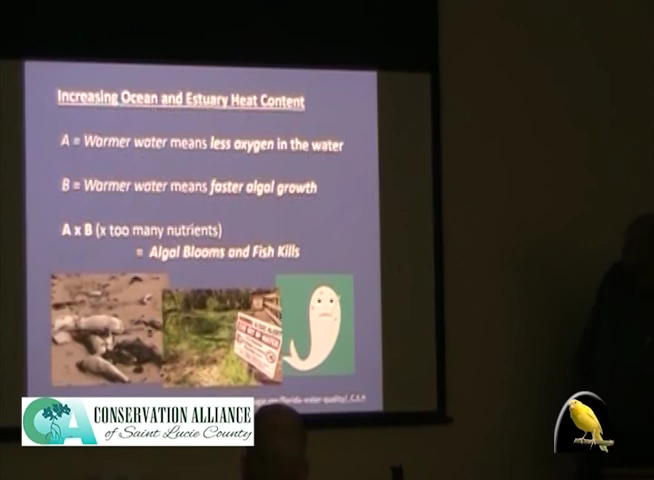 Increasing Ocean and Estuary Heat Content
A = Warmer water means less oxygen in the water
B = Warmer water means faster algal growth
A x B (x too many nutrients)
= Algal Blooms and Fish Kills
CONSERVATION ALLIANCE
of Saint Lucie County
CA